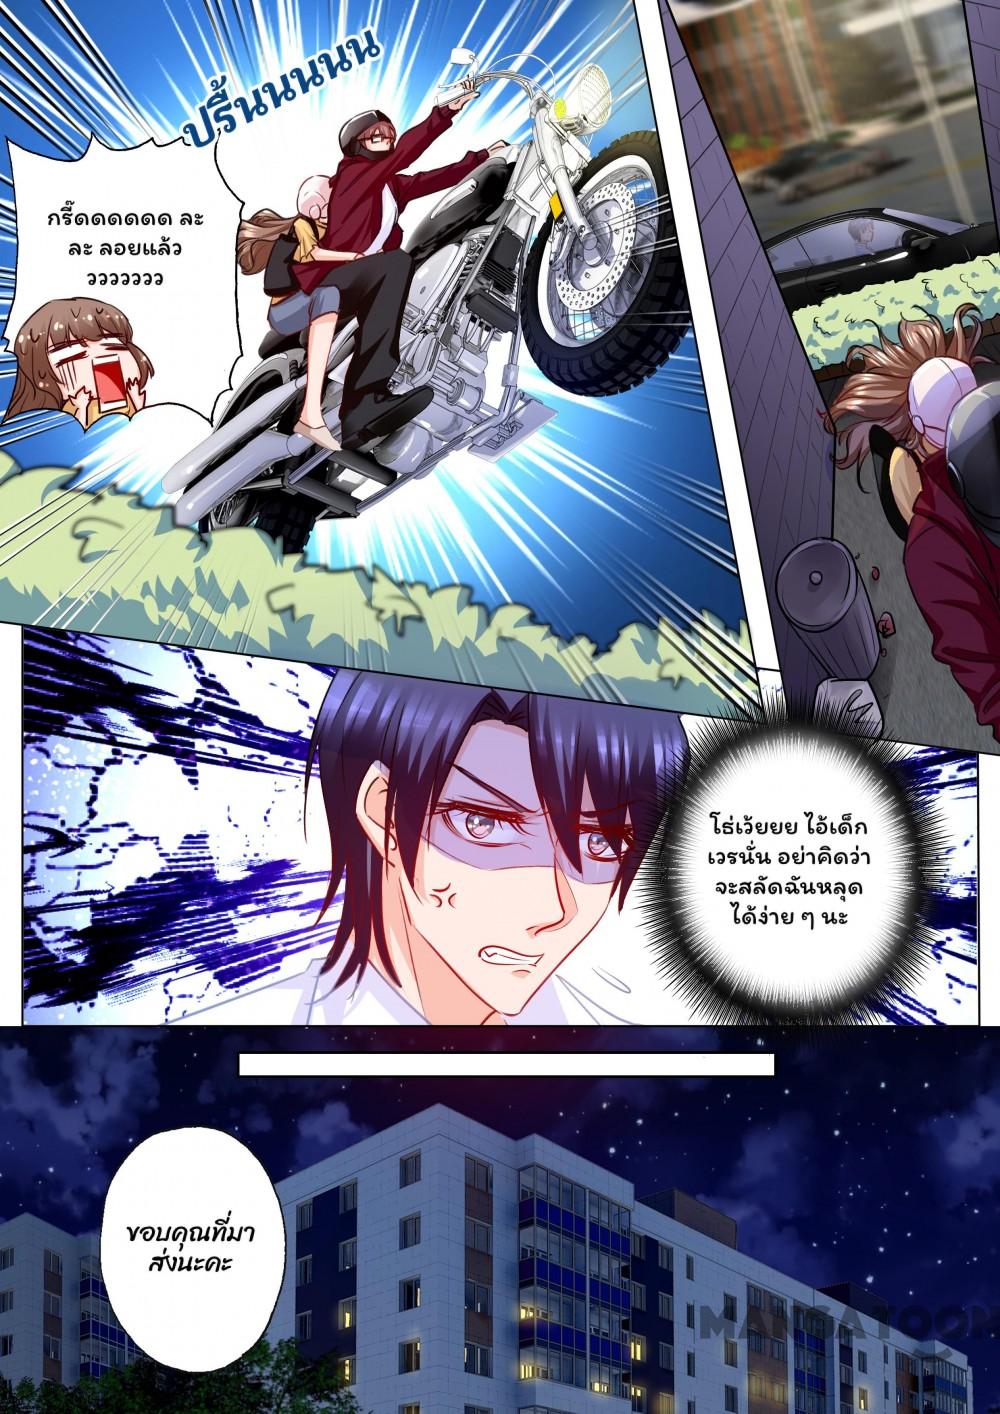 ปรี้นนนนน
กรี๊ดดดดดด ละ
ละ ลอยแล้ว
ววววววว
โธ่เว้ยยย ไอ้เด็ก
เวรนั่น อย่าคิดว่า
จะสลัดฉันหลุด
ได้ง่าย ๆ นะ
ขอบคุณที่มา
ส่งนะคะ
MANGATOON